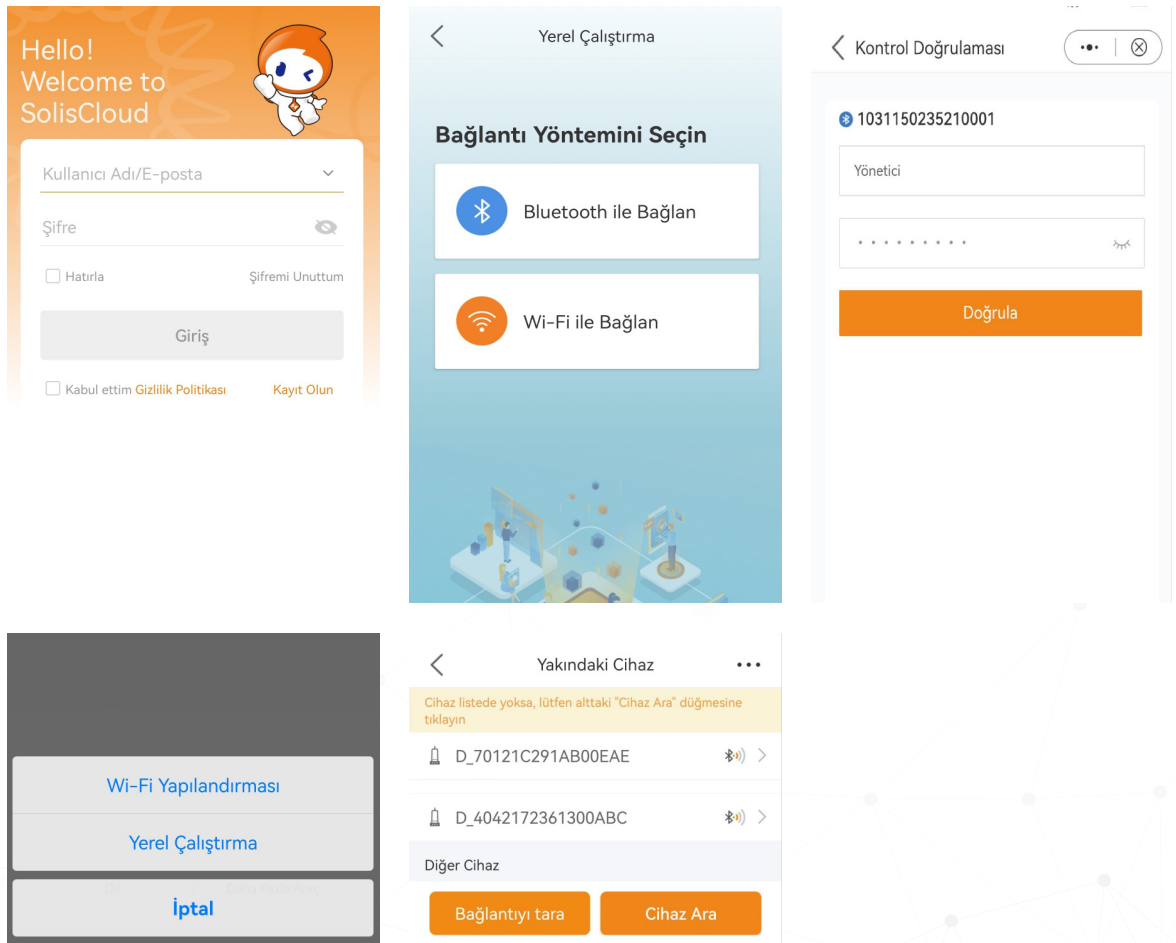 Hello!
Welcome to
SolisCloud
Kullanıcı Adı/E-posta
Şifre
Hatırla
Şifremi Unuttum
Giriş
Kabul ettim Gizlilik Politikası
Kayıt Olun
Yerel Çalıştırma
Bağlantı Yöntemini Seçin
Bluetooth ile Bağlan
Wi-Fi ile Bağlan
Kontrol Doğrulaması
1031150235210001
Yönetici
Doğrula
Wi-Fi Yapılandırması
Yerel Çalıştırma
İptal
Yakındaki Cihaz
Cihaz listede yoksa, lütfen alttaki "Cihaz Ara" düğmesine
tıklayın
D_70121C291AB00EAE
D_4042172361300ABC
Diğer Cihaz
Bağlantıyı tara
Cihaz Ara